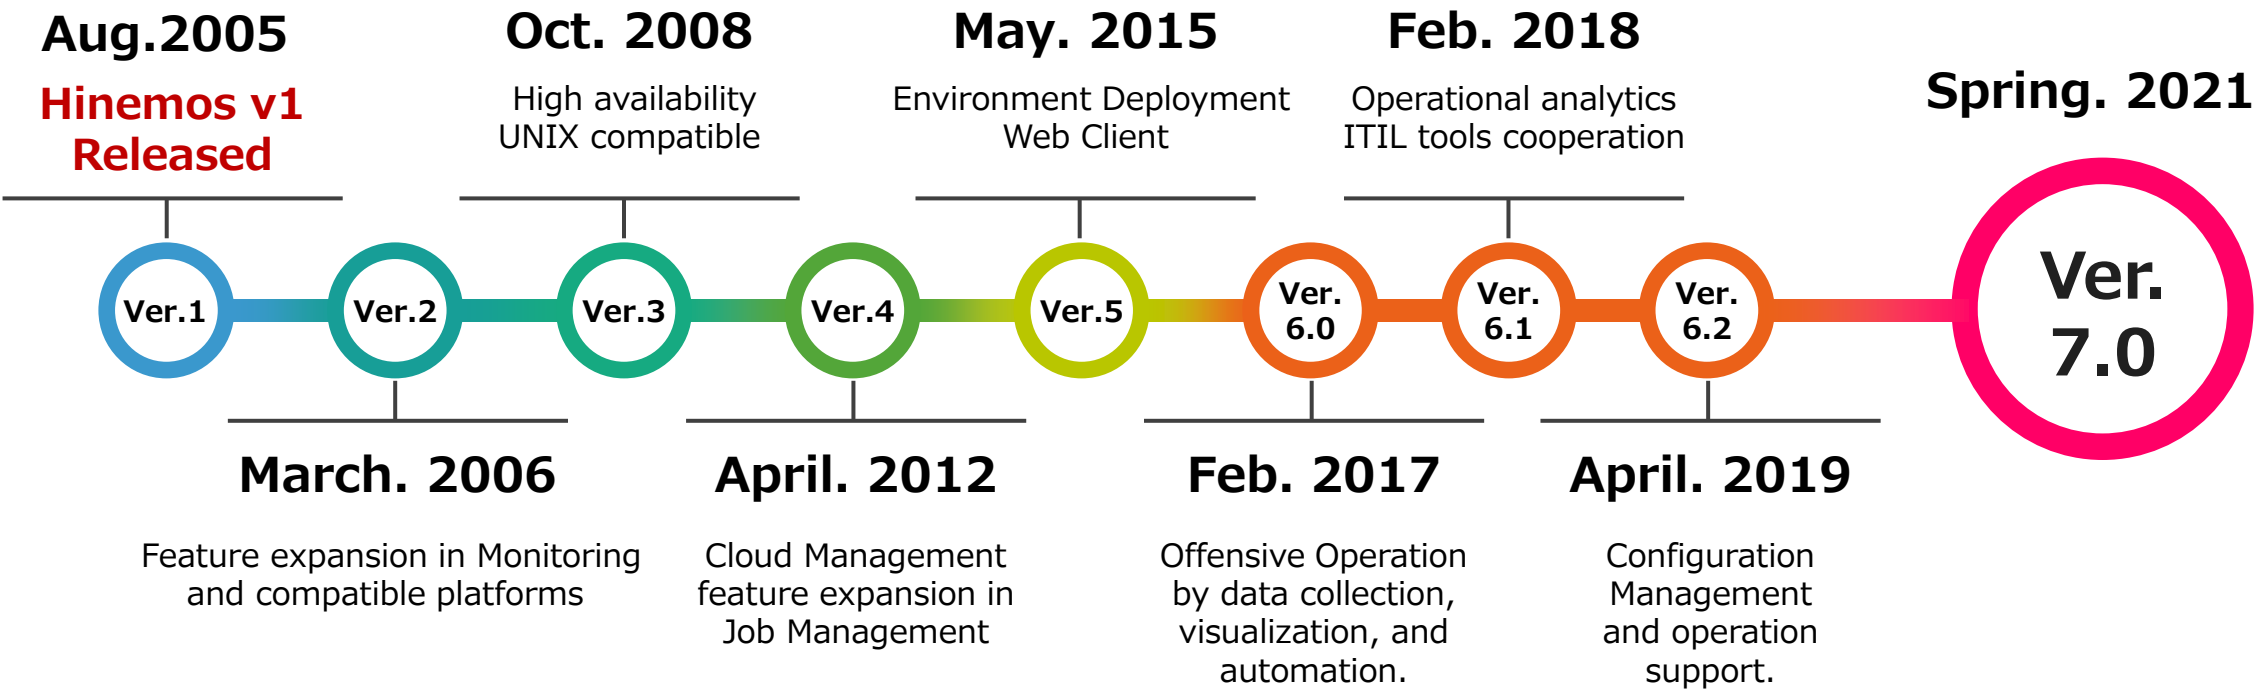 Aug.2005
Hinemos v1
Released
Oct. 2008
High availability
UNIX compatible
May. 2015
Environment Deployment
Web Client
Feb. 2018
Operational analytics
ITIL tools cooperation
Spring. 2021
Ver.1
Ver.2
Ver.3
Ver.4
Ver.5
Ver.
6.0
Ver.
6.1
Ver.
6.2
Ver.
7.0
March. 2006
Feature expansion in Monitoring
and compatible platforms
April. 2012
Cloud Management
feature expansion in
Job Management
Feb. 2017
Offensive Operation
by data collection,
visualization, and
automation.
April. 2019
Configuration
Management
and operation
support.